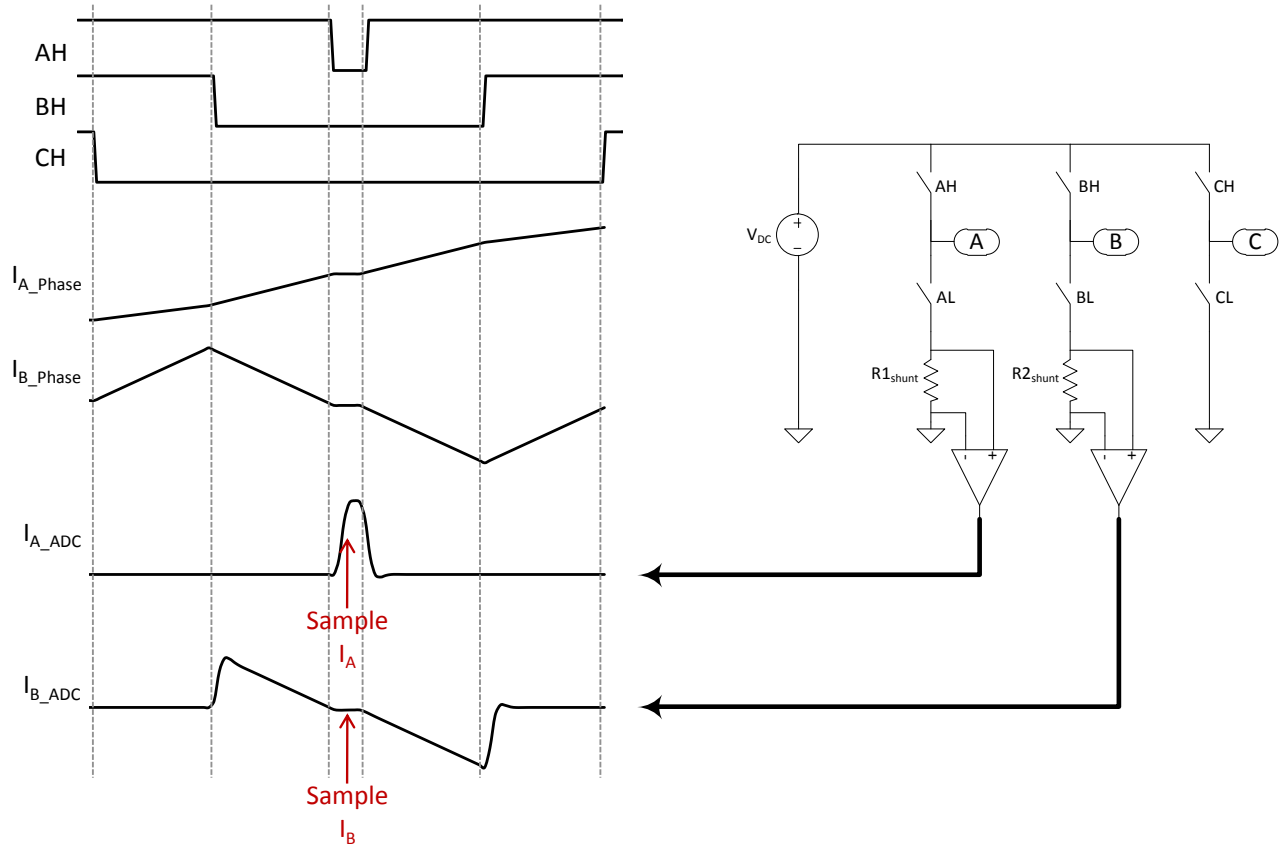 AH
BH
CH
I_A_Phase
I_B_Phase
I_A_ADC
Sample
I_A
I_B_ADC
Sample
I_B
V_DC
+
−
AH
BH
CH
A
B
C
AL
BL
CL
R1_shunt
R2_shunt
- +
- +